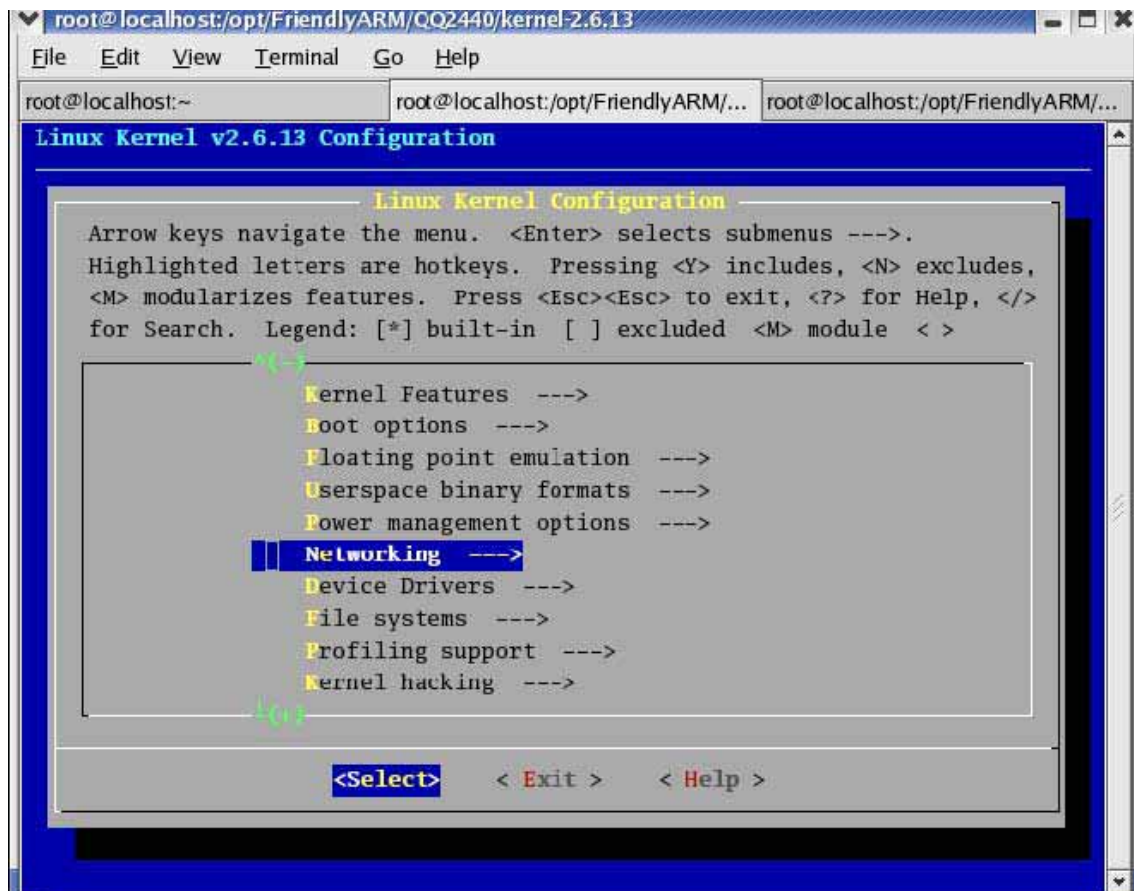 root@localhost:/opt/FriendlyARM/QQ2440/kernel-2.6.13
File Edit View Terminal Go Help
root@localhost:~ root@localhost:/opt/FriendlyARM/... root@localhost:/opt/FriendlyARM/...
Linux Kernel v2.6.13 Configuration
Linux Kernel Configuration
Arrow keys navigate the menu. <Enter> selects submenus --->.
Highlighted letters are hotkeys. Pressing <Y> includes, <N> excludes,
<M> modularizes features. Press <Esc><Esc> to exit, <?> for Help, </>
for Search. Legend: [*] built-in [ ] excluded <M> module < >
^(-)
Kernel Features --->
Boot options --->
Floating point emulation --->
Userspace binary formats --->
Power management options --->
Networking --->
Device Drivers --->
File systems --->
Profiling support --->
Kernel hacking --->
(+)
<Select> < Exit > < Help >